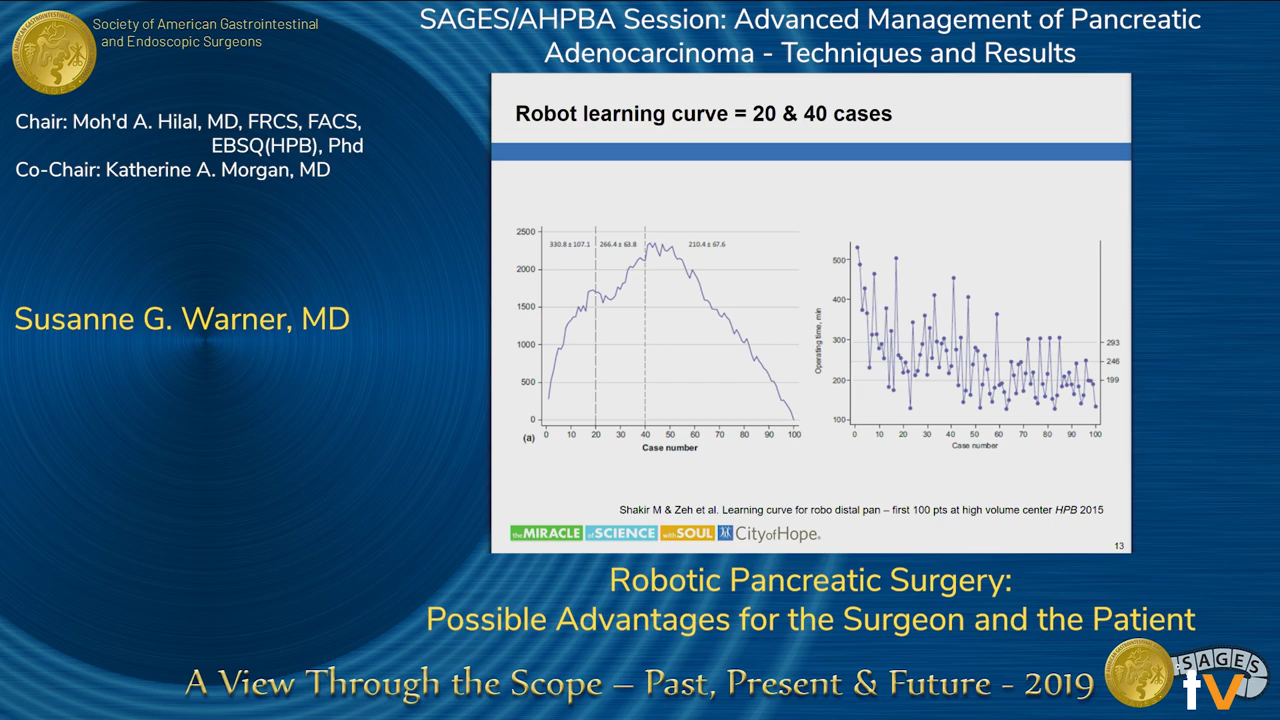 Society of American Gastrointestinal
and Endoscopic Surgeons
SAGES/AHPBA Session: Advanced Management of Pancreatic
Adenocarcinoma - Techniques and Results
Chair: Moh'd A. Hilal, MD, FRCS, FACS,
EBSQ(HPB), Phd
Co-Chair: Katherine A. Morgan, MD
Susanne G. Warner, MD
Robot learning curve = 20 & 40 cases
2500
2000
1500
1000
500
0
330.8 ± 107.1
266.4 ± 63.8
210.4 ± 67.6
(a)
0 10 20 30 40 50 60 70 80 90 100
Case number
Operating time, min
500
400
300
200
100
293
246
199
0 10 20 30 40 50 60 70 80 90 100
Case number
Shakir M & Zeh et al. Learning curve for robo distal pan – first 100 pts at high volume center HPB 2015
the MIRACLE of SCIENCE with SOUL City of Hope.
13
Robotic Pancreatic Surgery:
Possible Advantages for the Surgeon and the Patient
A View Through the Scope – Past, Present & Future - 2019
SAGES
tv